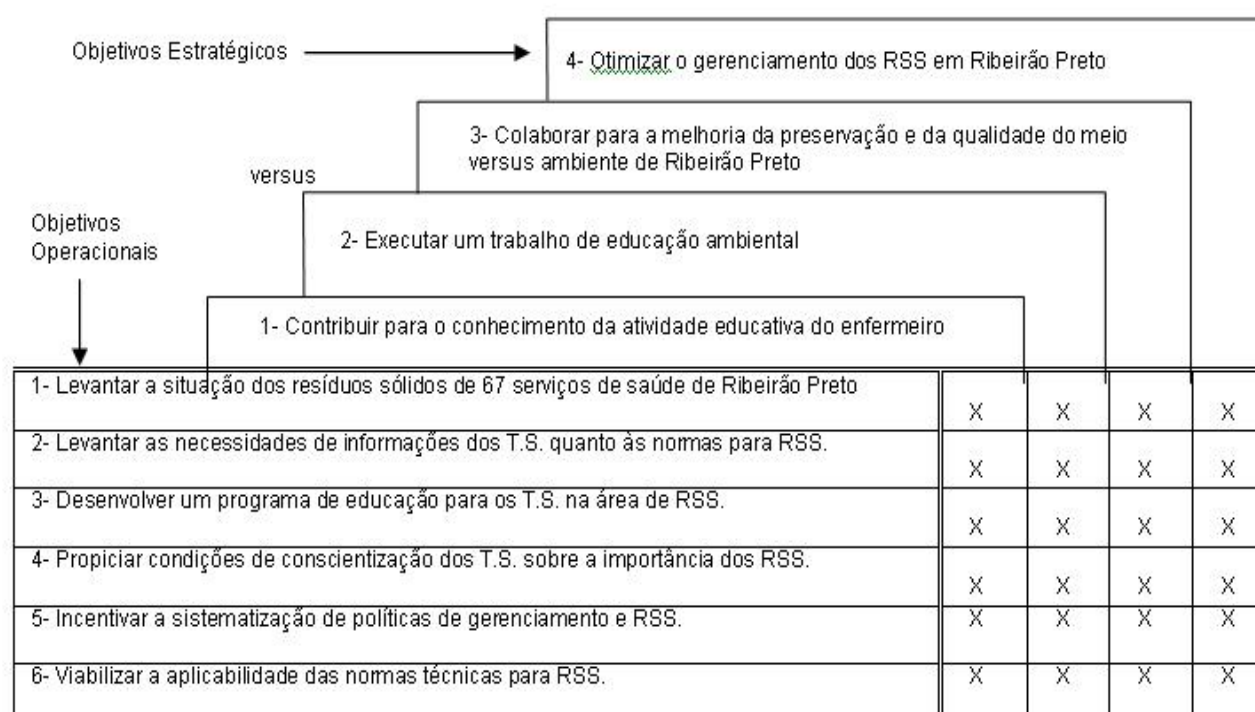 Objetivos Estratégicos
4- Otimizar o gerenciamento dos RSS em Ribeirão Preto
3- Colaborar para a melhoria da preservação e da qualidade do meio
versus ambiente de Ribeirão Preto
versus
Objetivos
Operacionais
2- Executar um trabalho de educação ambiental
1- Contribuir para o conhecimento da atividade educativa do enfermeiro
1- Levantar a situação dos resíduos sólidos de 67 serviços de saúde de Ribeirão Preto
X X X X
2- Levantar as necessidades de informações dos T.S. quanto às normas para RSS.
X X X X
3- Desenvolver um programa de educação para os T.S. na área de RSS.
X X X X
4- Propiciar condições de conscientização dos T.S. sobre a importância dos RSS.
X X X X
5- Incentivar a sistematização de políticas de gerenciamento e RSS.
X X X X
6- Viabilizar a aplicabilidade das normas técnicas para RSS.
X X X X